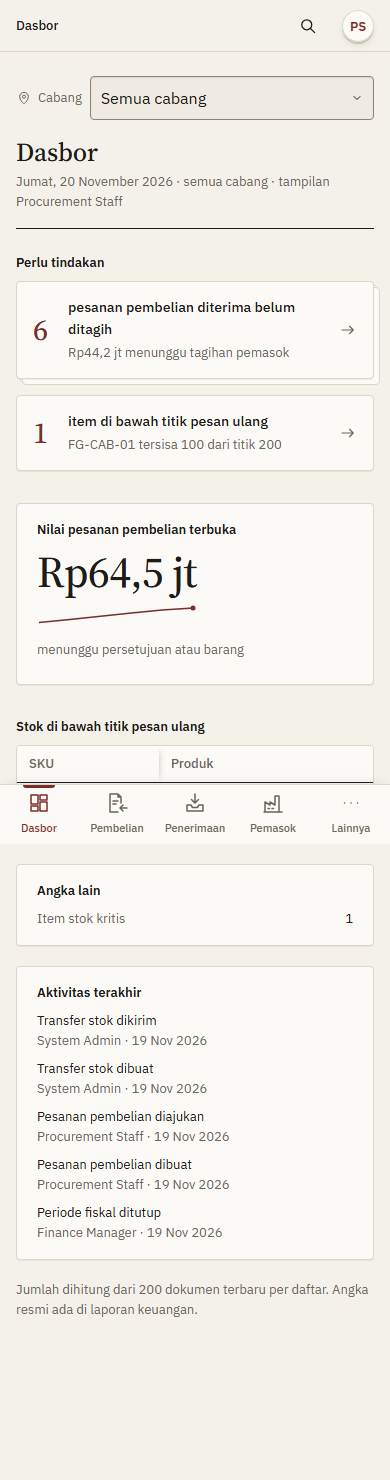 Dasbor
PS
Cabang
Semua cabang
Dasbor
Jumat, 20 November 2026 · semua cabang · tampilan
Procurement Staff
Perlu tindakan
6
pesanan pembelian diterima belum
ditagih
Rp44,2 jt menunggu tagihan pemasok
1
item di bawah titik pesan ulang
FG-CAB-01 tersisa 100 dari titik 200
Nilai pesanan pembelian terbuka
Rp64,5 jt
menunggu persetujuan atau barang
Stok di bawah titik pesan ulang
SKU Produk
Dasbor Pembelian Penerimaan Pemasok Lainnya
Angka lain
Item stok kritis 1
Aktivitas terakhir
Transfer stok dikirim
System Admin · 19 Nov 2026
Transfer stok dibuat
System Admin · 19 Nov 2026
Pesanan pembelian diajukan
Procurement Staff · 19 Nov 2026
Pesanan pembelian dibuat
Procurement Staff · 19 Nov 2026
Periode fiskal ditutup
Finance Manager · 19 Nov 2026
Jumlah dihitung dari 200 dokumen terbaru per daftar. Angka
resmi ada di laporan keuangan.